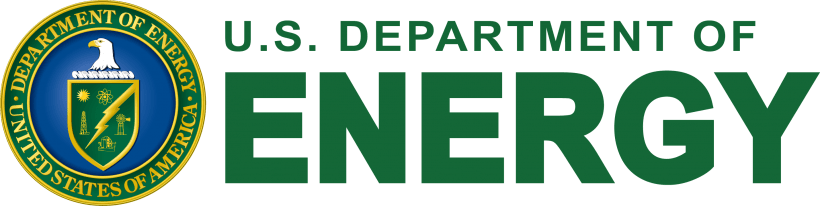 DEPARTMENT OF ENERGY
UNITED STATES OF AMERICA
U.S. DEPARTMENT OF
ENERGY